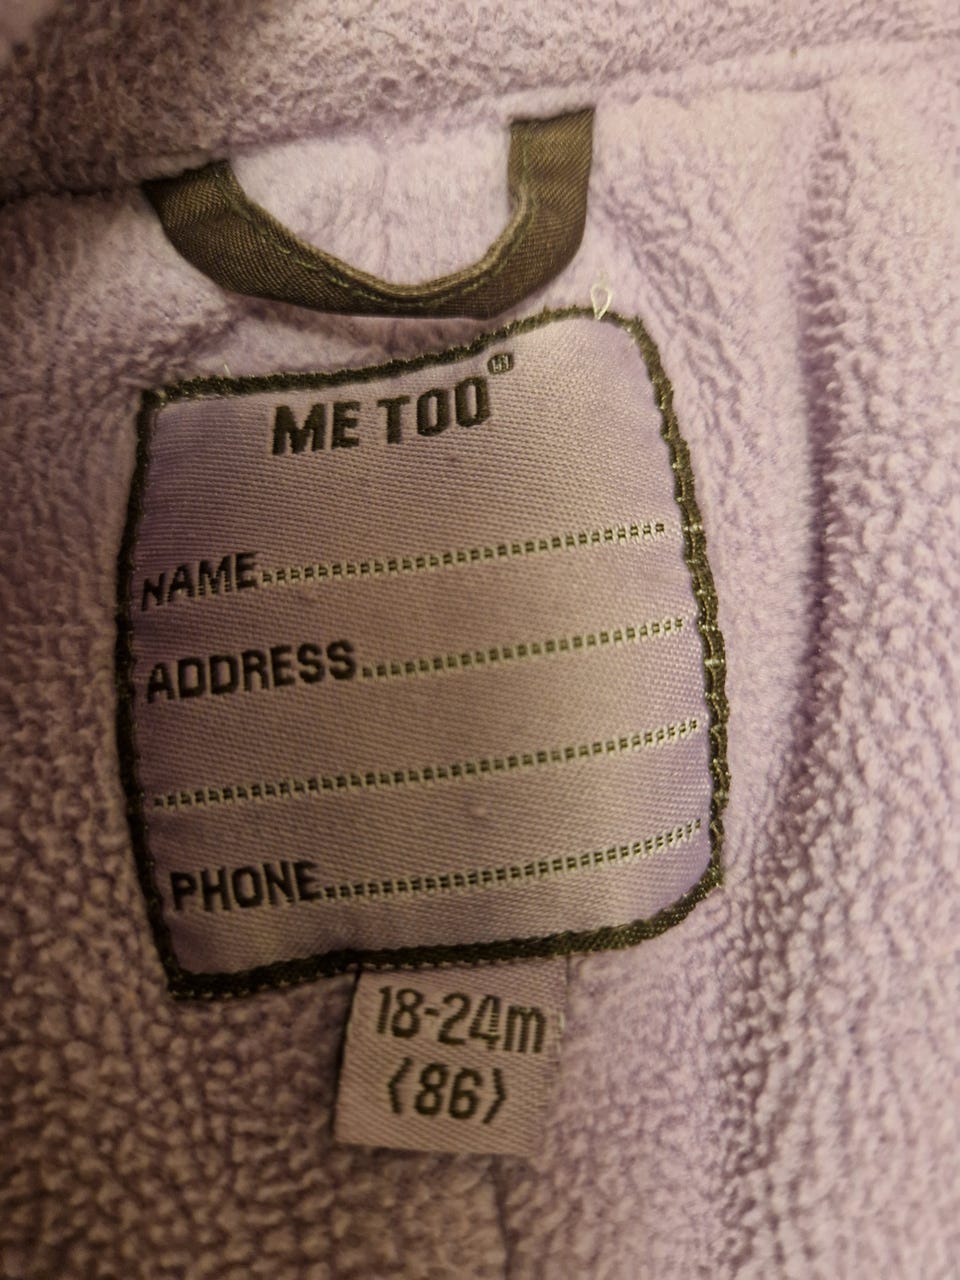 ME TOO®
NAME
ADDRESS
PHONE
18-24m
(86)